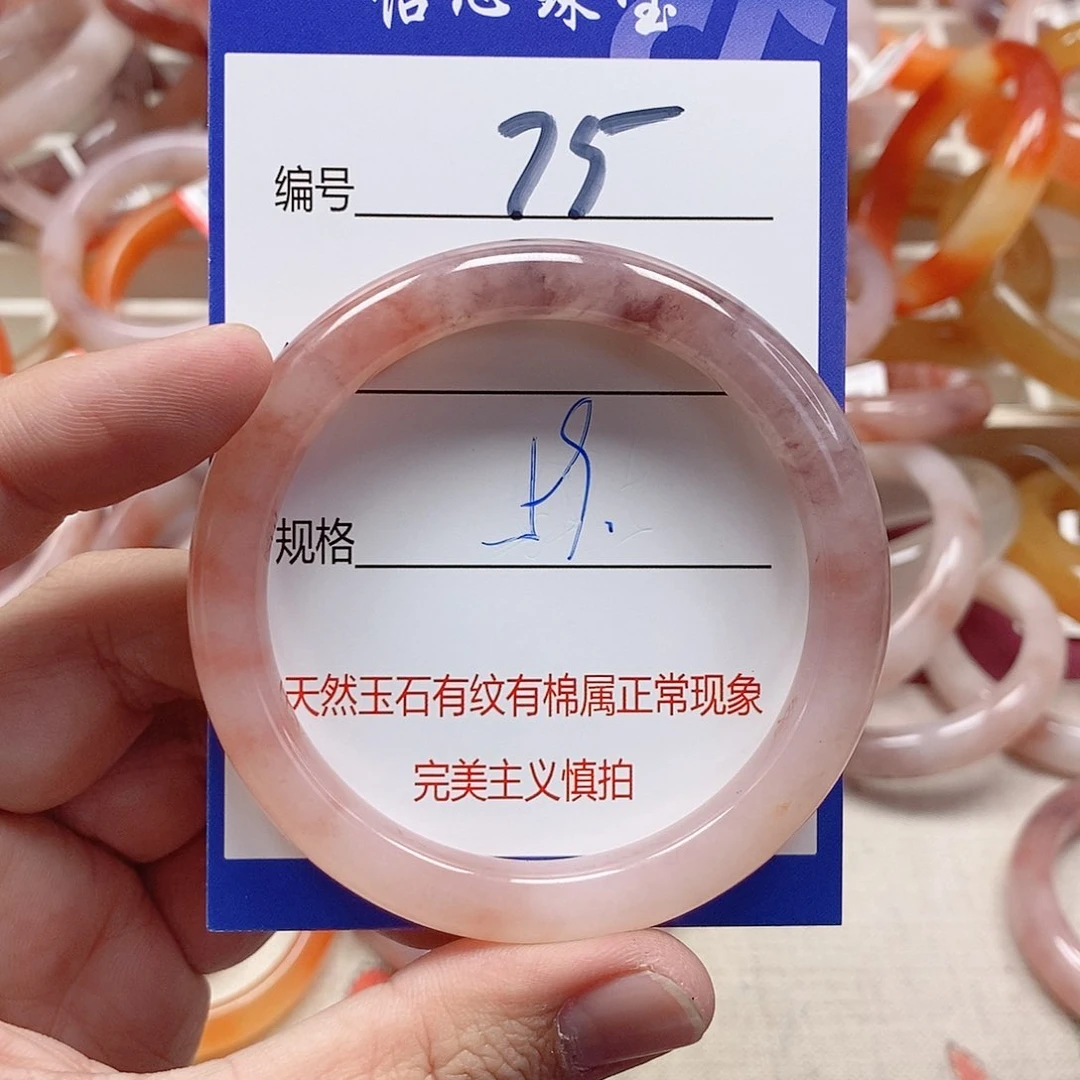 编号 75
规格
天然玉石有纹有棉属正常现象
完美主义慎拍